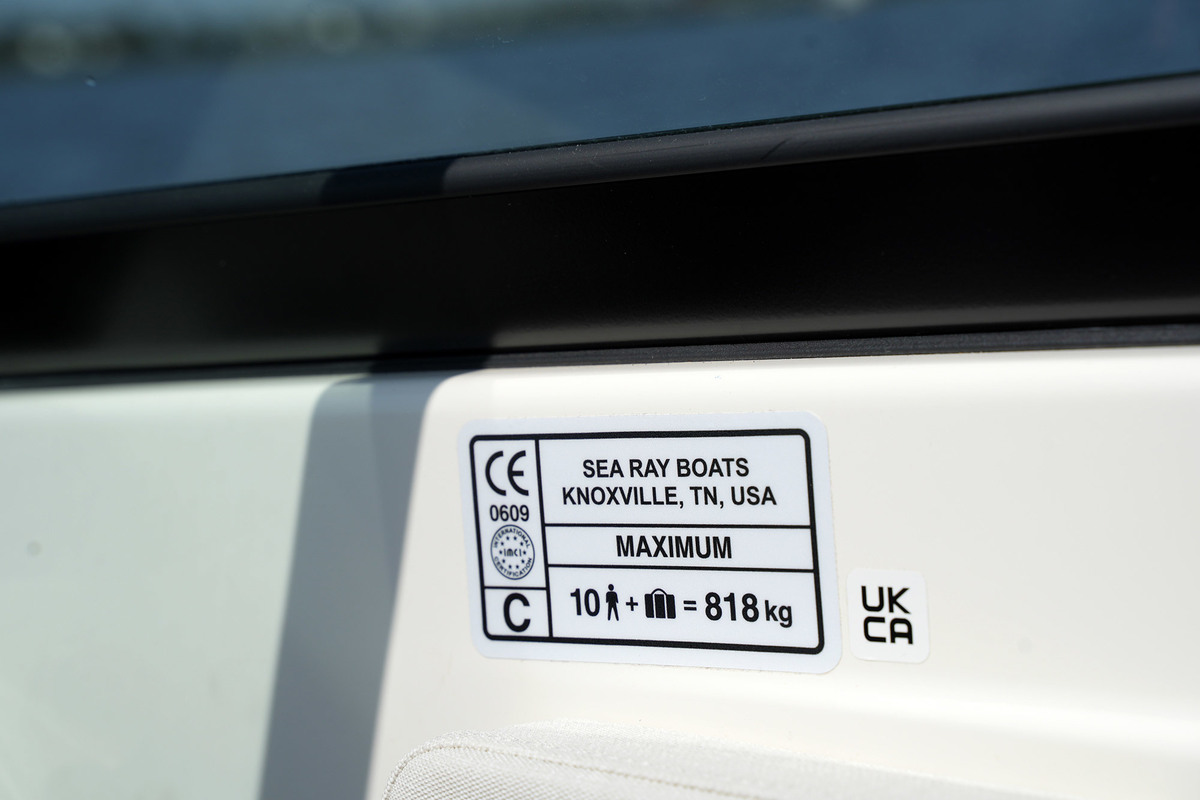 CE
0609
INTERNATIONAL
IMCI
CERTIFICATION
C
SEA RAY BOATS
KNOXVILLE, TN, USA
MAXIMUM
10 + = 818 kg
UK
CA